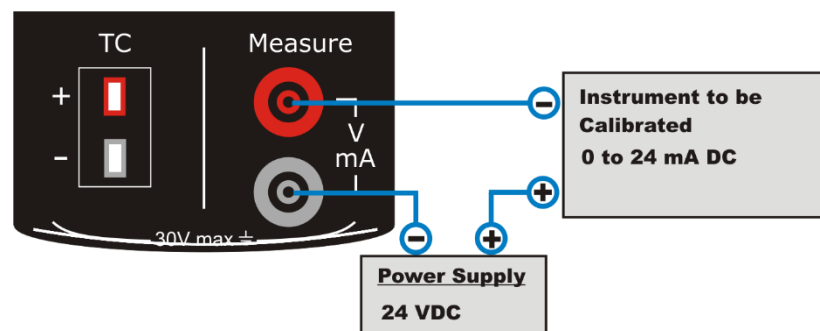 TC
Measure
+
V
mA
–
30V max
−
Instrument to be
Calibrated
0 to 24 mA DC
+
−
+
Power Supply
24 VDC